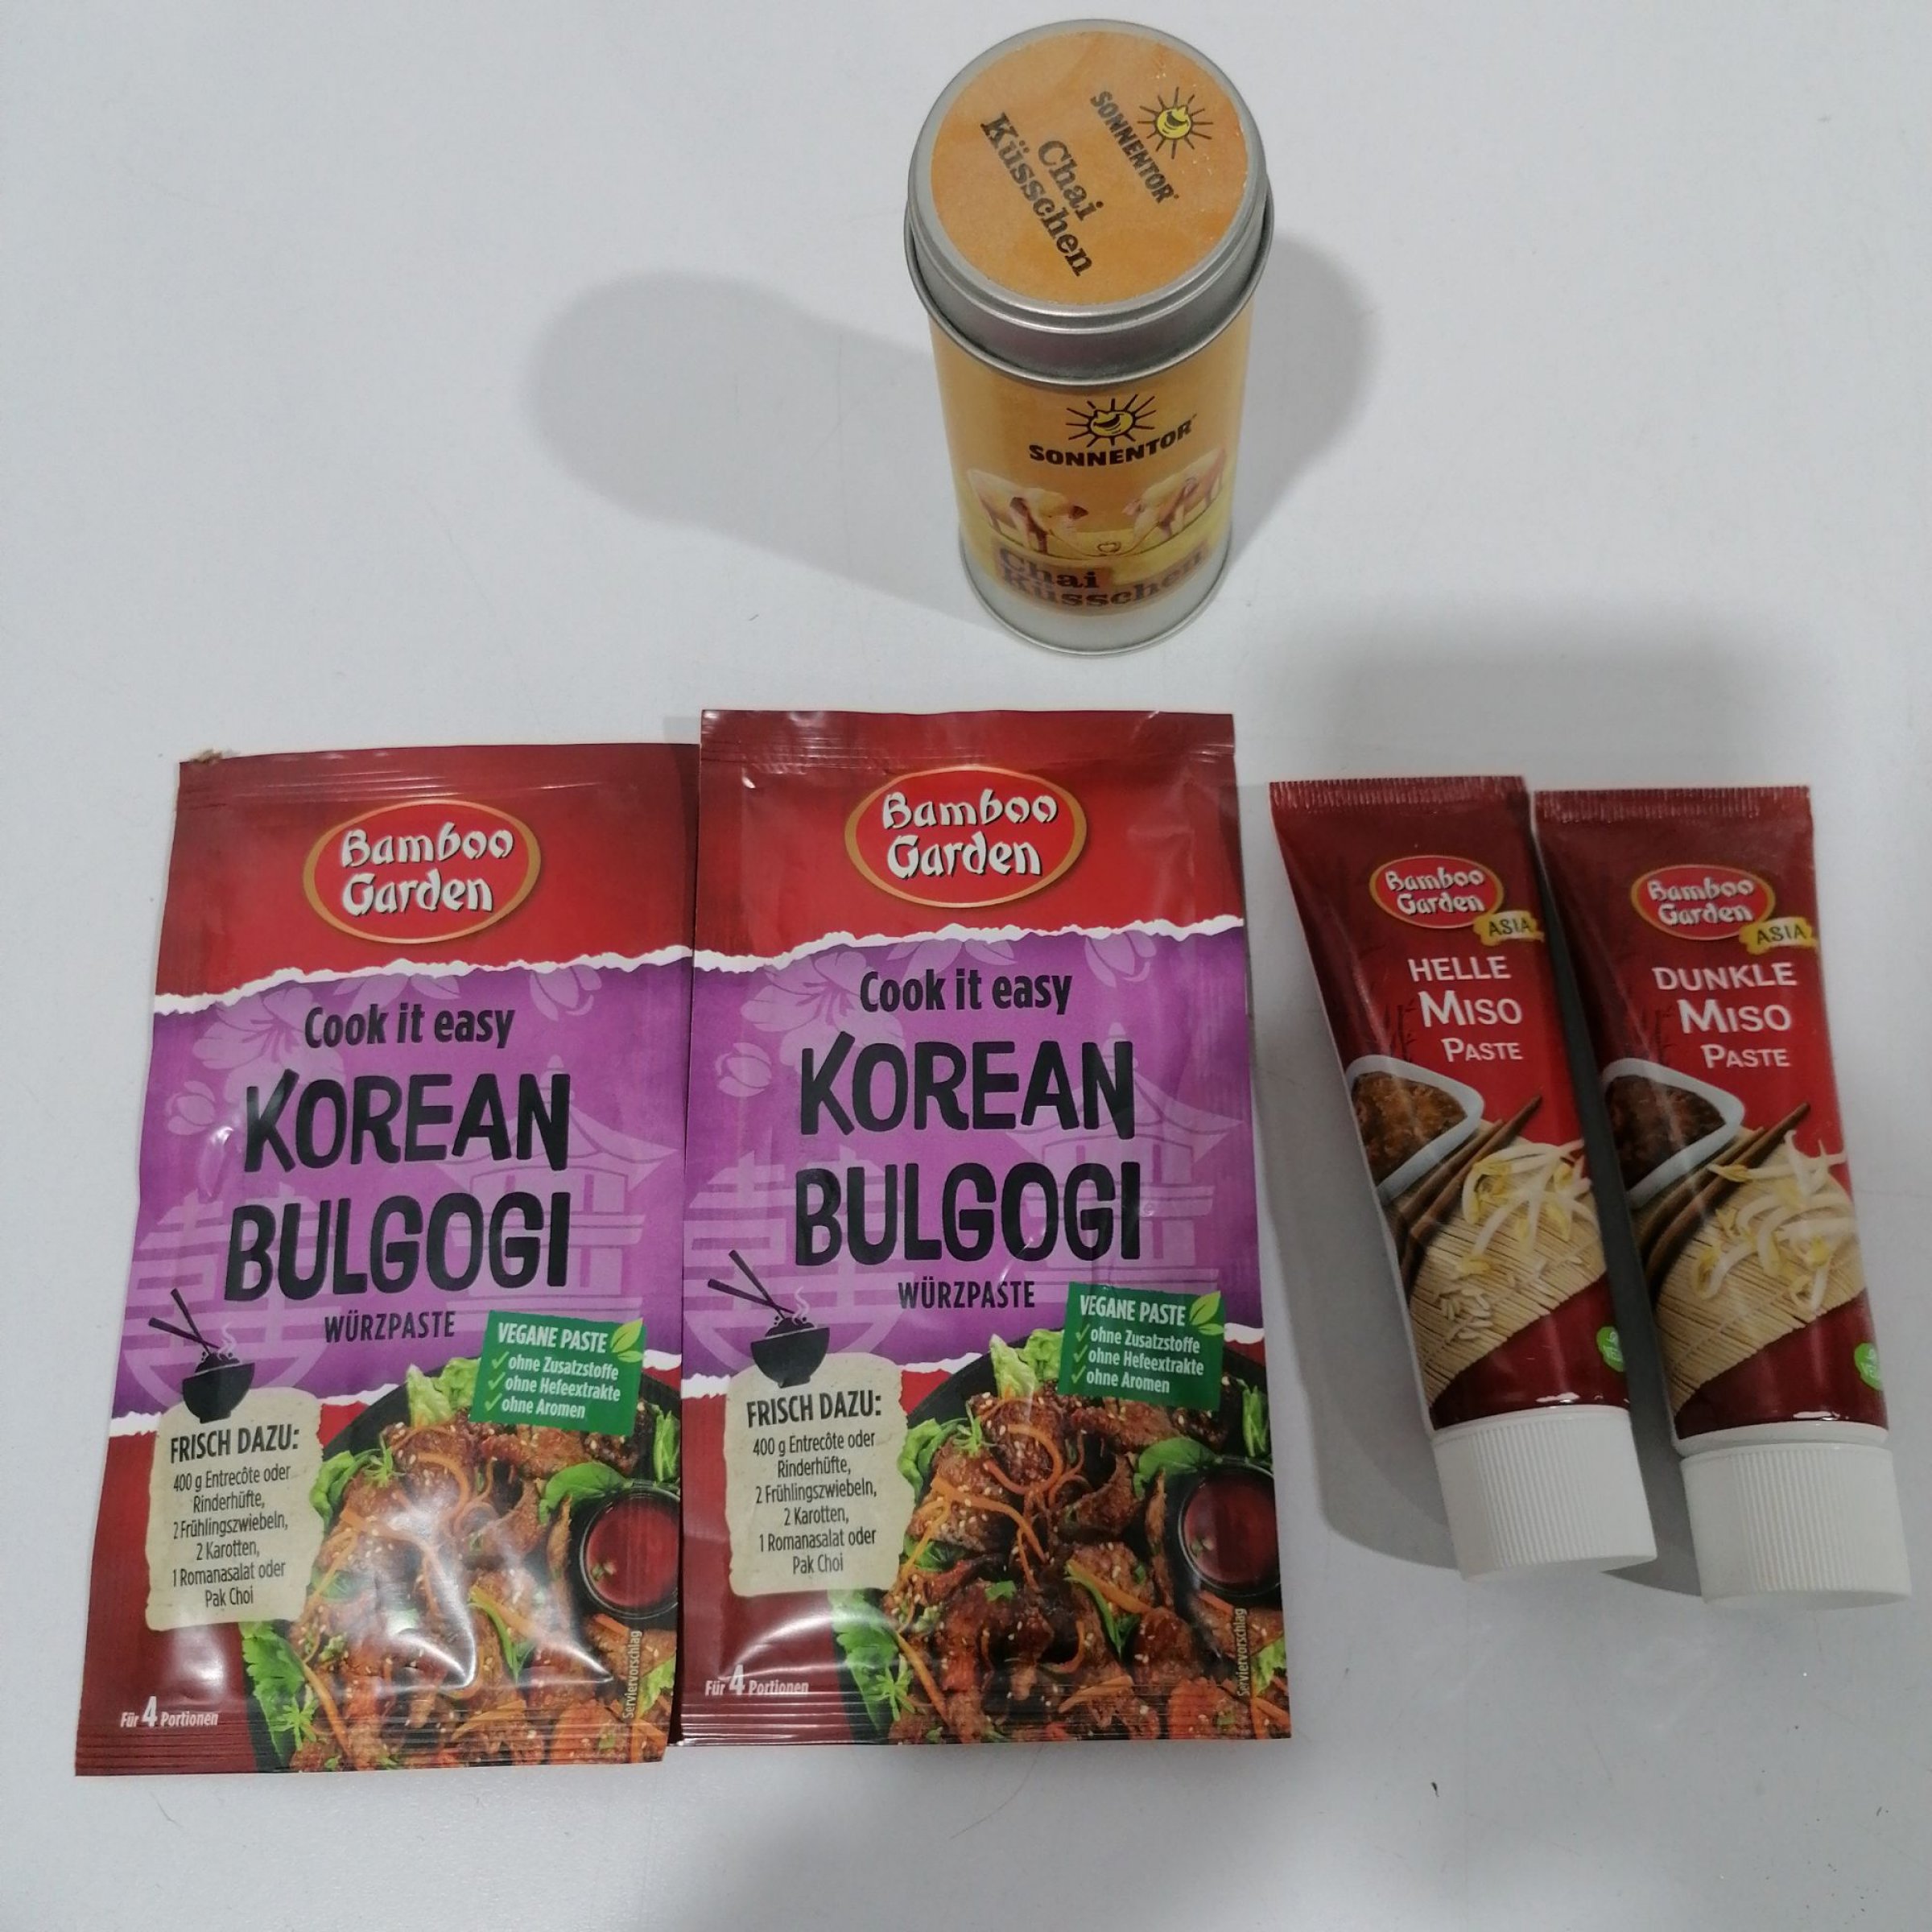 SONNENTOR
Chai
Küsschen
SONNENTOR
Chai
Küsschen
Bamboo
Garden
Cook it easy
KOREAN
BULGOGI
WÜRZPASTE
VEGANE PASTE
ohne Zusatzstoffe
ohne Hefeextrakte
ohne Aromen
FRISCH DAZU:
400 g Entrecôte oder
Rinderhüfte,
2 Frühlingszwiebeln,
2 Karotten,
1 Romanasalat oder
Pak Choi
Für 4 Portionen
Serviervorschlag
Bamboo
Garden
Cook it easy
KOREAN
BULGOGI
WÜRZPASTE
VEGANE PASTE
ohne Zusatzstoffe
ohne Hefeextrakte
ohne Aromen
FRISCH DAZU:
400 g Entrecôte oder
Rinderhüfte,
2 Frühlingszwiebeln,
2 Karotten,
1 Romanasalat oder
Pak Choi
Für 4 Portionen
Serviervorschlag
Bamboo
Garden
ASIA
HELLE
MISO
PASTE
Bamboo
Garden
ASIA
DUNKLE
MISO
PASTE